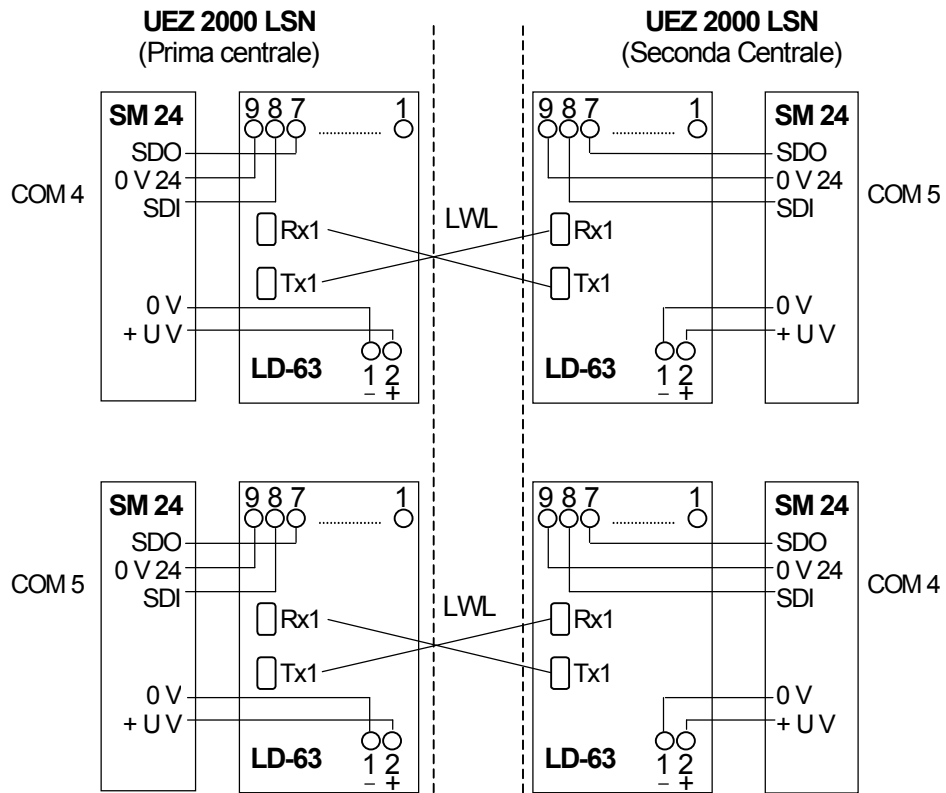 UEZ 2000 LSN
(Prima centrale)
UEZ 2000 LSN
(Seconda Centrale)
COM 4
SM 24
SDO
0 V 24
SDI
0 V
+ U V
9 8 7 ................ 1
Rx1
Tx1
LD-63
1 2
– +
LWL
9 8 7 ................ 1
Rx1
Tx1
LD-63
1 2
– +
SM 24
SDO
0 V 24
SDI
0 V
+ U V
COM 5
COM 5
SM 24
SDO
0 V 24
SDI
0 V
+ U V
9 8 7 ................ 1
Rx1
Tx1
LD-63
1 2
– +
LWL
9 8 7 ................ 1
Rx1
Tx1
LD-63
1 2
– +
SM 24
SDO
0 V 24
SDI
0 V
+ U V
COM 4